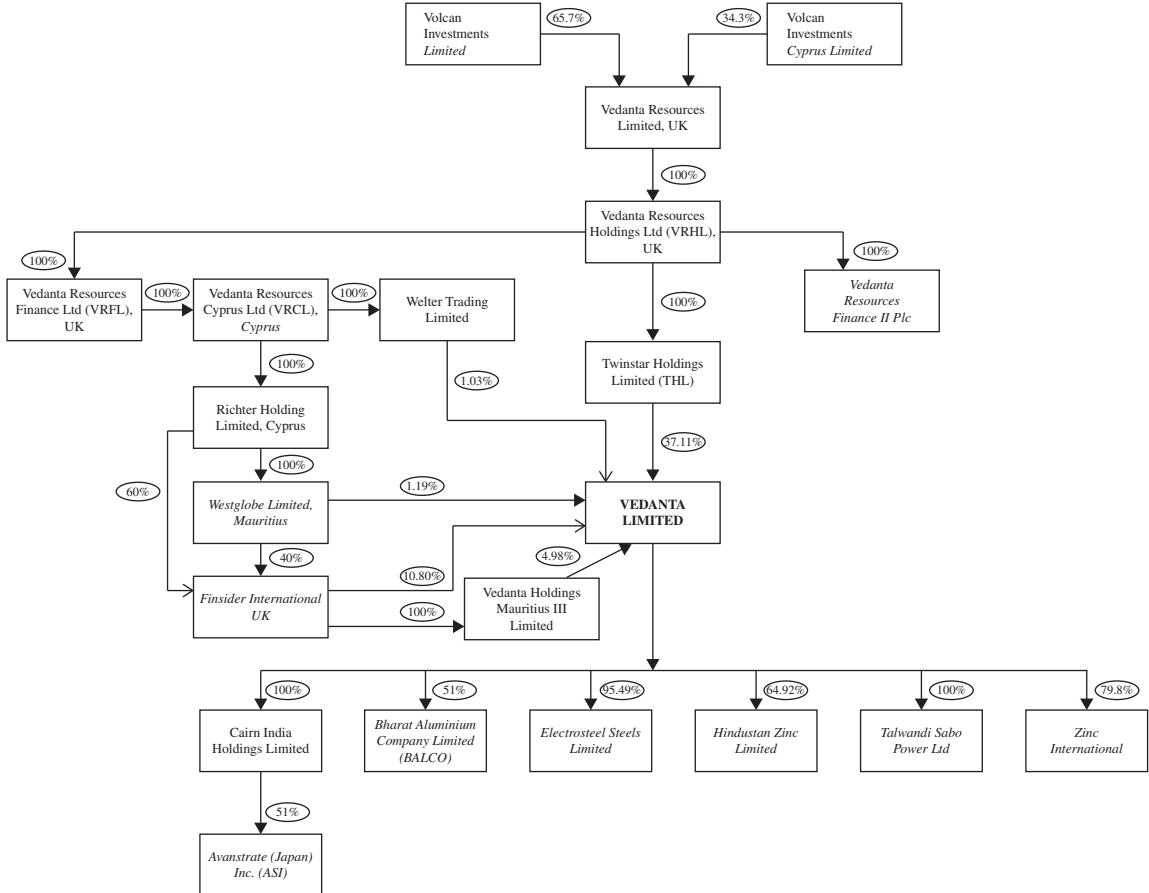 Volcan
Investments
Limited
65.7%
34.3%
Volcan
Investments
Cyprus Limited
Vedanta Resources
Limited, UK
100%
Vedanta Resources
Holdings Ltd (VRHL),
UK
100%
100%
100%
Vedanta Resources
Finance Ltd (VRFL),
UK
100%
Vedanta Resources
Cyprus Ltd (VRCL),
Cyprus
100%
Welter Trading
Limited
Vedanta
Resources
Finance II Plc
100%
1.03%
Twinstar Holdings
Limited (THL)
Richter Holding
Limited, Cyprus
37.11%
100%
60%
Westglobe Limited,
Mauritius
1.19%
VEDANTA
LIMITED
40%
10.80%
4.98%
Finsider International
UK
100%
Vedanta Holdings
Mauritius III
Limited
100%
51%
95.49%
64.92%
100%
79.8%
Cairn India
Holdings Limited
Bharat Aluminium
Company Limited
(BALCO)
Electrosteel Steels
Limited
Hindustan Zinc
Limited
Talwandi Sabo
Power Ltd
Zinc
International
51%
Avanstrate (Japan)
Inc. (ASI)